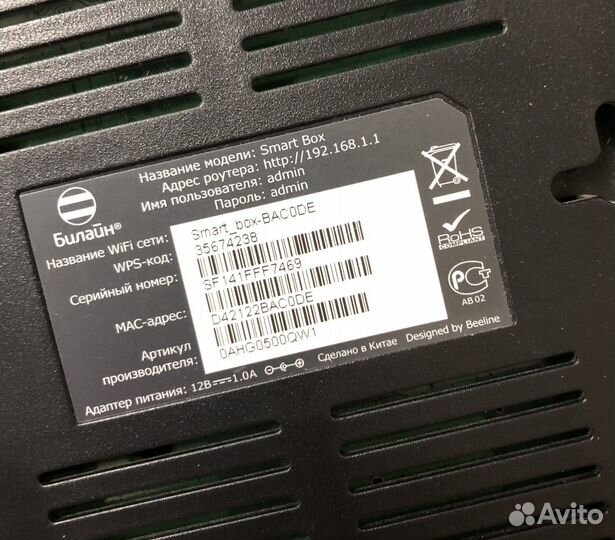 Название модели: Smart Box
Адрес роутера: http://192.168.1.1
Имя пользователя: admin
Пароль: admin
Билайн®
Название WiFi сети: Smart_box-BAC0DE
WPS-код: 35674238
Серийный номер: SF141FFF7469
MAC-адрес: D42122BAC0DE
Артикул
производителя: 0AHG0500QW1
Адаптер питания: 12В 1.0А Сделано в Китае Designed by Beeline
RoHS
COMPLIANT
РСТ
АВ 02
Avito